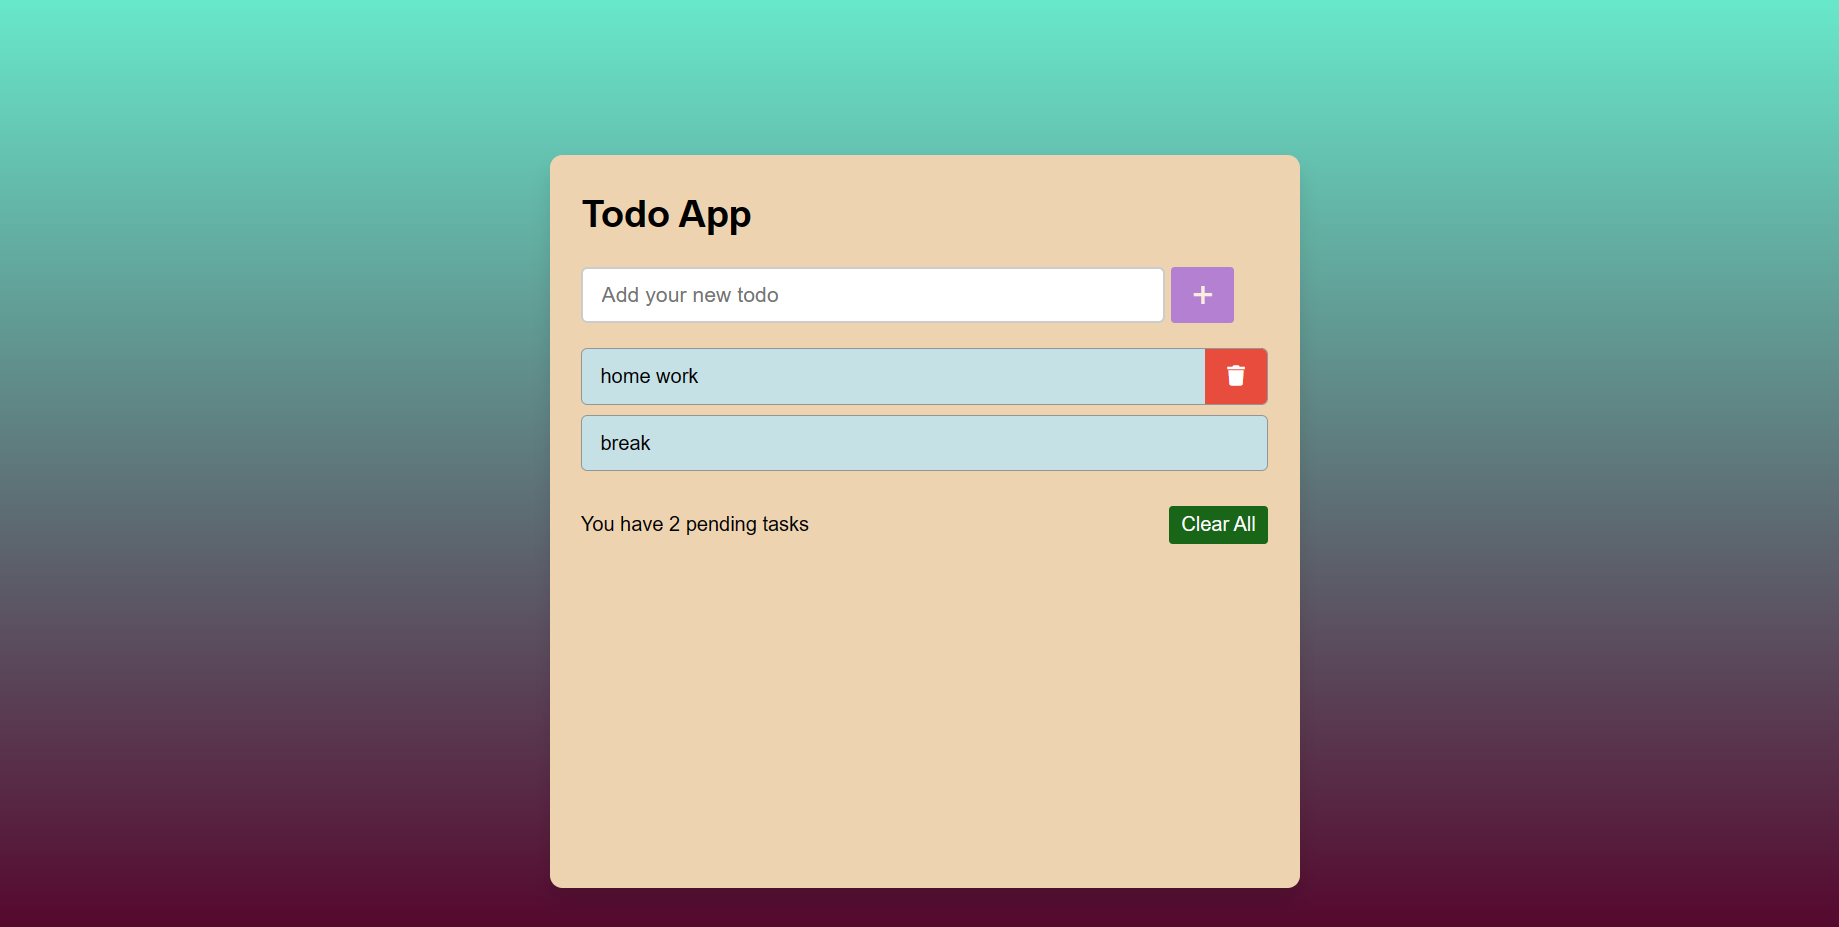 Todo App
Add your new todo
+
home work
break
You have 2 pending tasks
Clear All